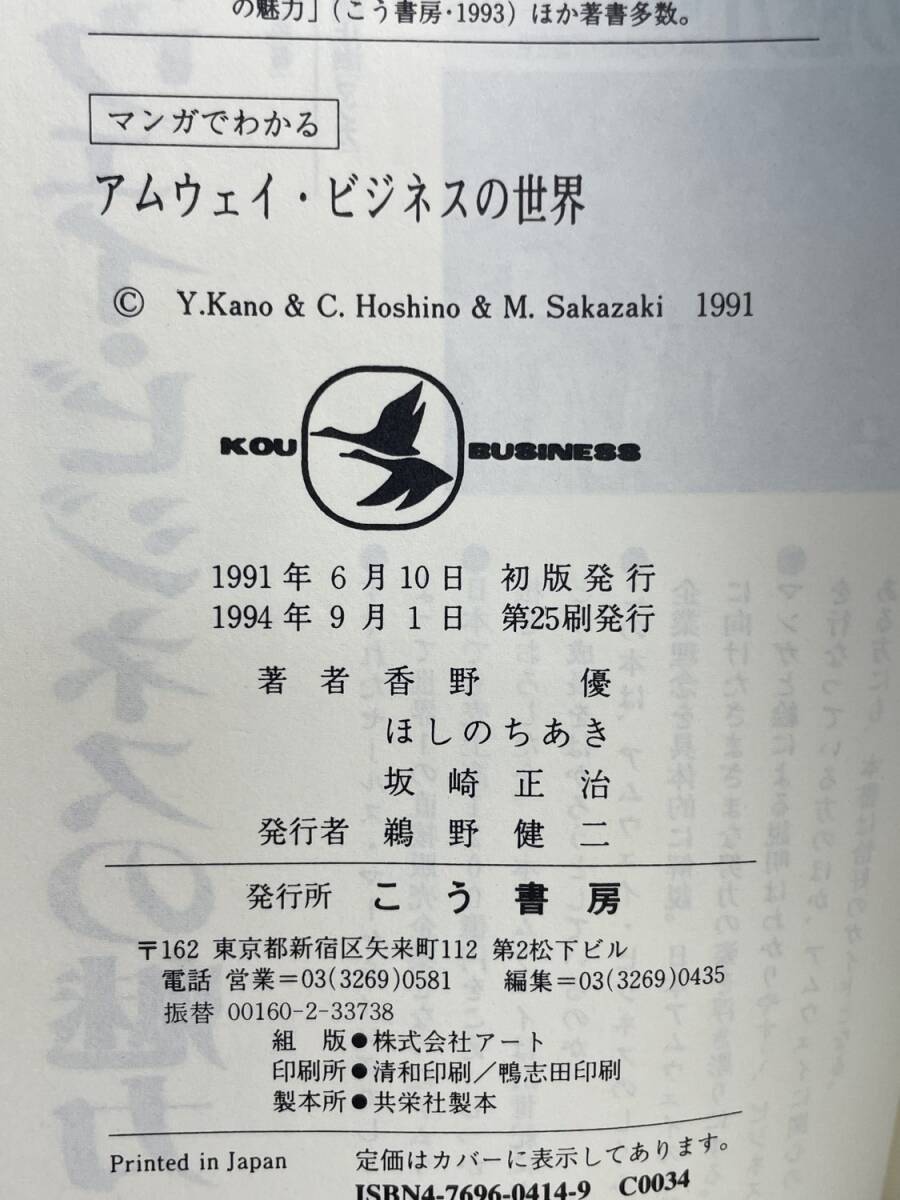 の魅力」(こう書房・1993) ほか著書多数。
マンガでわかる
アムウェイ・ビジネスの世界
© Y.Kano & C. Hoshino & M. Sakazaki 1991
KOU BUSINESS
1991年 6月10日 初版発行
1994年 9月 1日 第25刷発行
著者 香野 優
ほしのちあき
坂崎正治
発行者 鵜野健二
発行所 こう書房
〒162 東京都新宿区矢来町112 第2松下ビル
電話 営業=03(3269)0581 編集=03(3269)0435
振替 00160-2-33738
組版●株式会社アート
印刷所●清和印刷/鴨志田印刷
製本所●共栄社製本
Printed in Japan 定価はカバーに表示してあります。
ISBN4-7696-0414-9 C0034